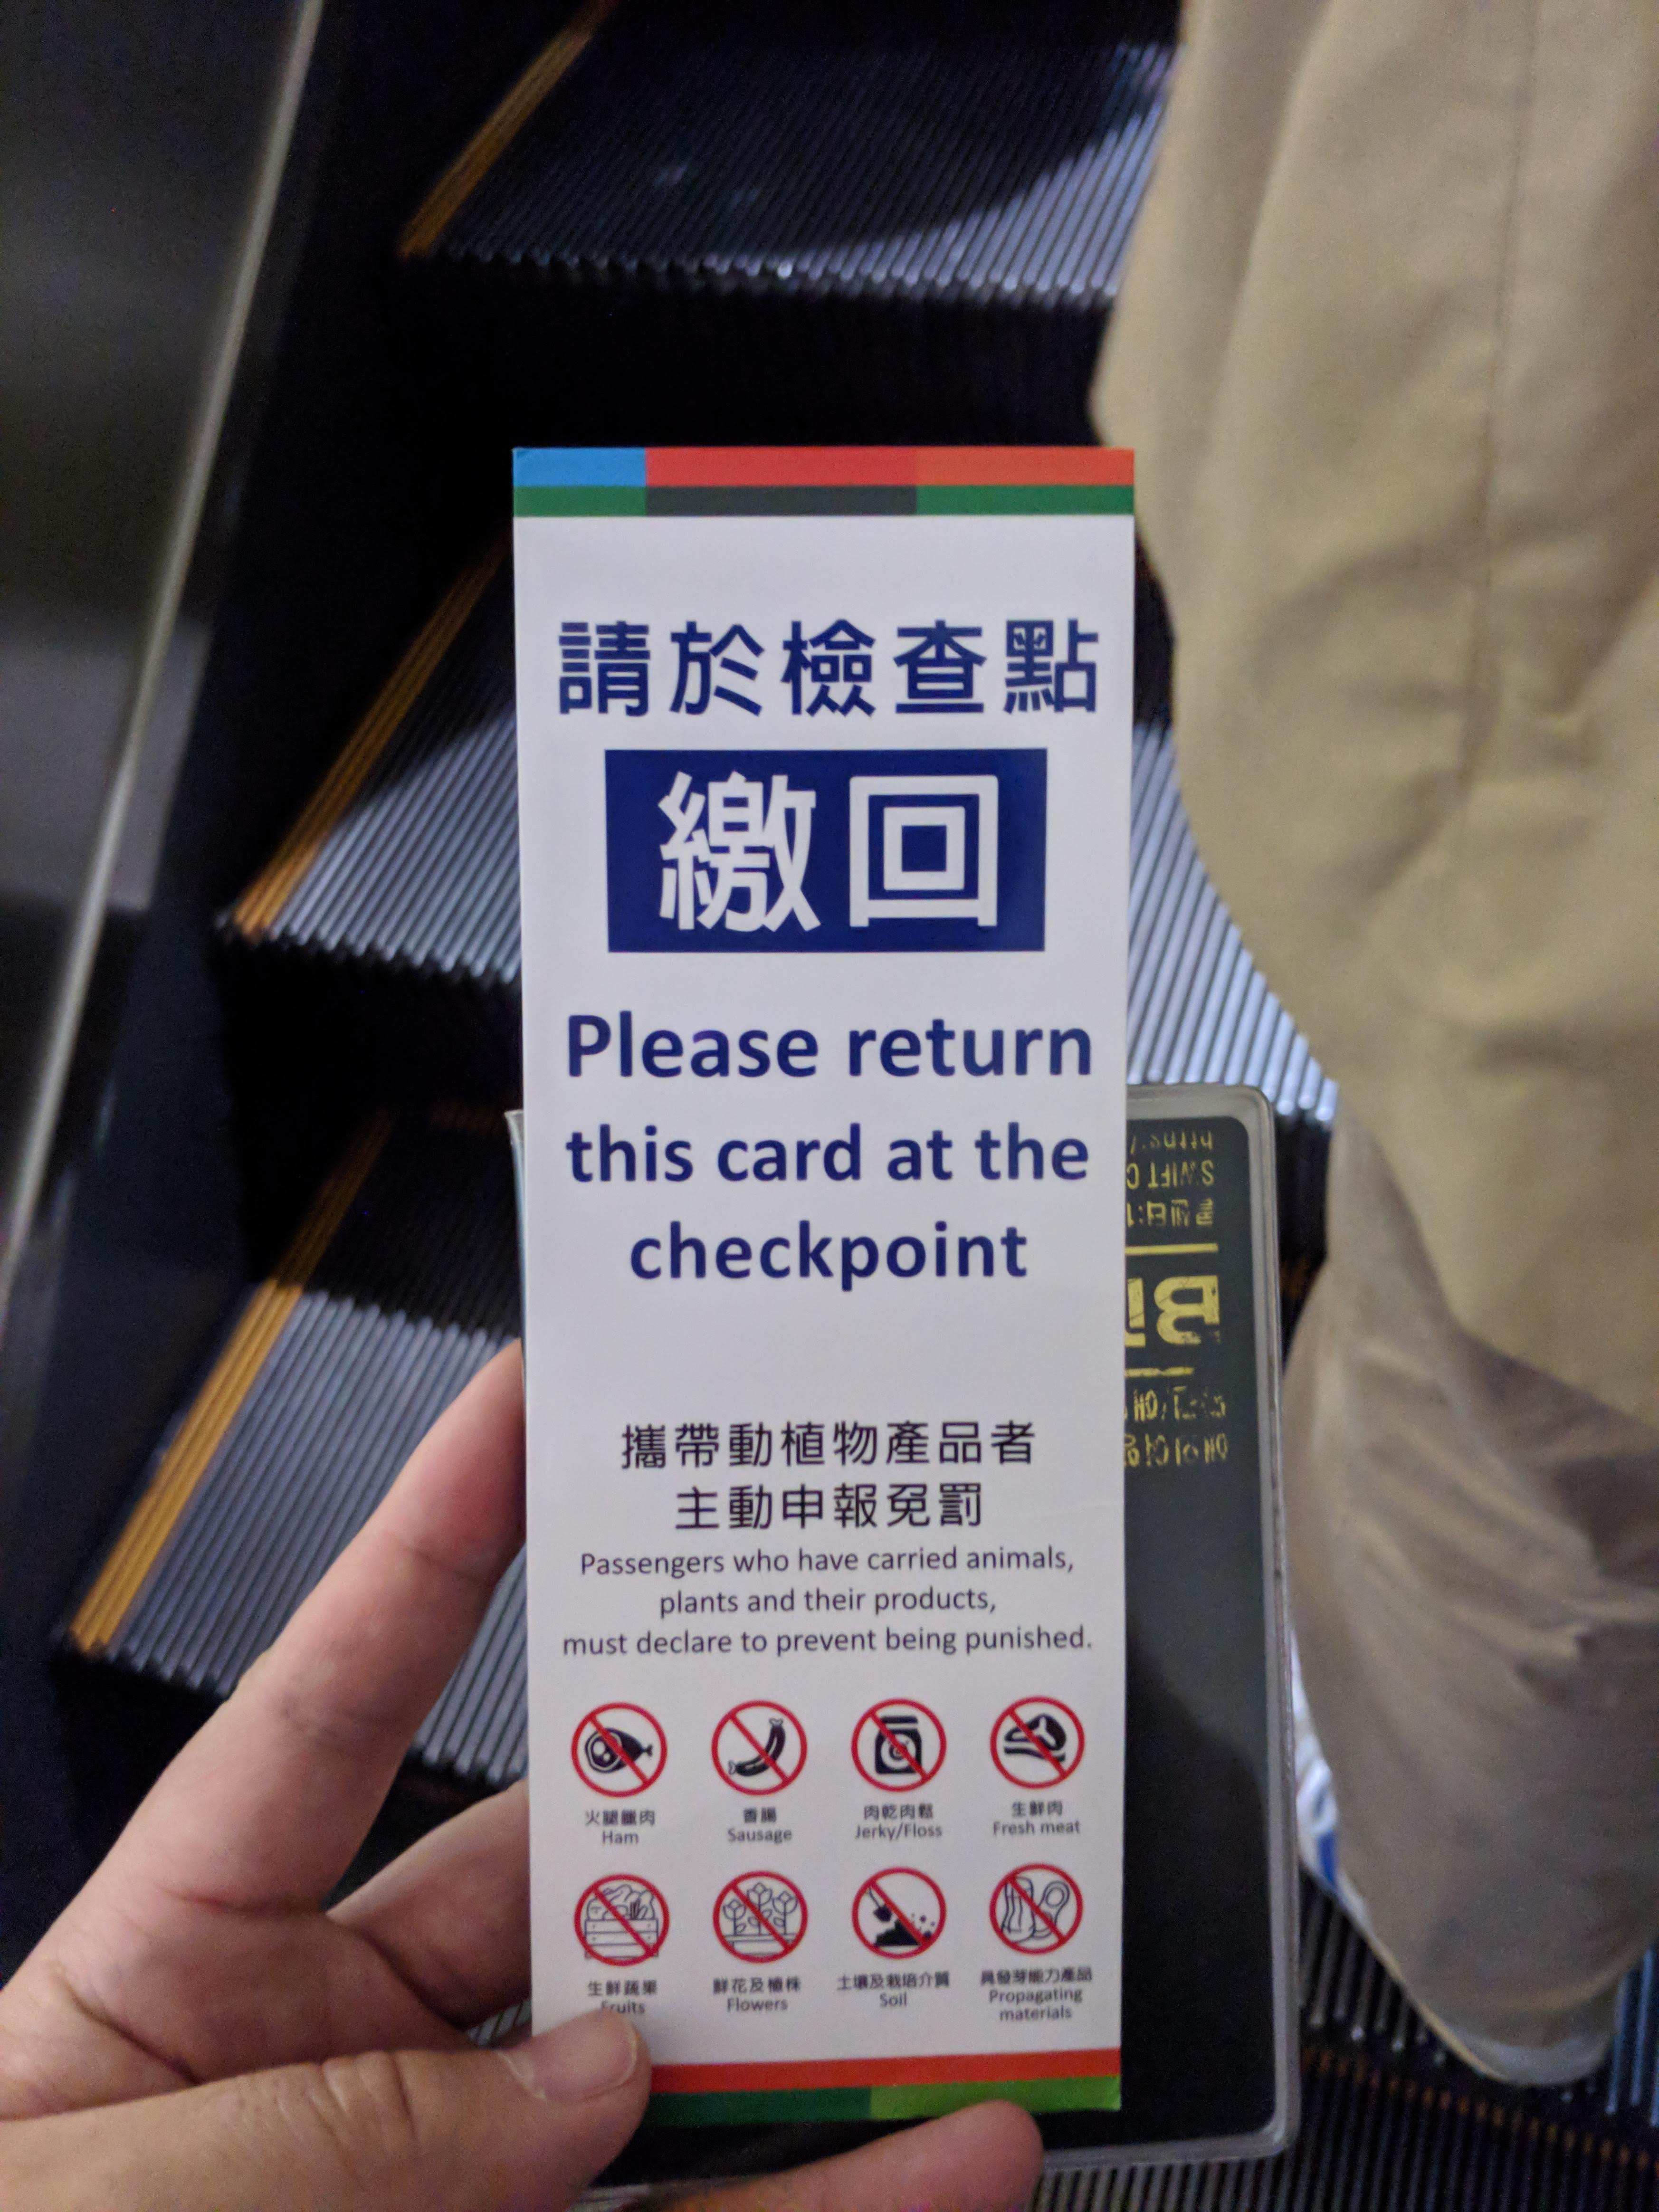 請於檢查點
繳回
Please return
this card at the
checkpoint
攜帶動植物產品者
主動申報免罰
Passengers who have carried animals,
plants and their products,
must declare to prevent being punished.
火腿臘肉
Ham
香腸
Sausage
肉乾肉鬆
Jerky/Floss
生鮮肉
Fresh meat
生鮮蔬果
Fruits
鮮花及植株
Flowers
土壤及栽培介質
Soil
具發芽能力產品
Propagating
materials
https:/
SWIFT C